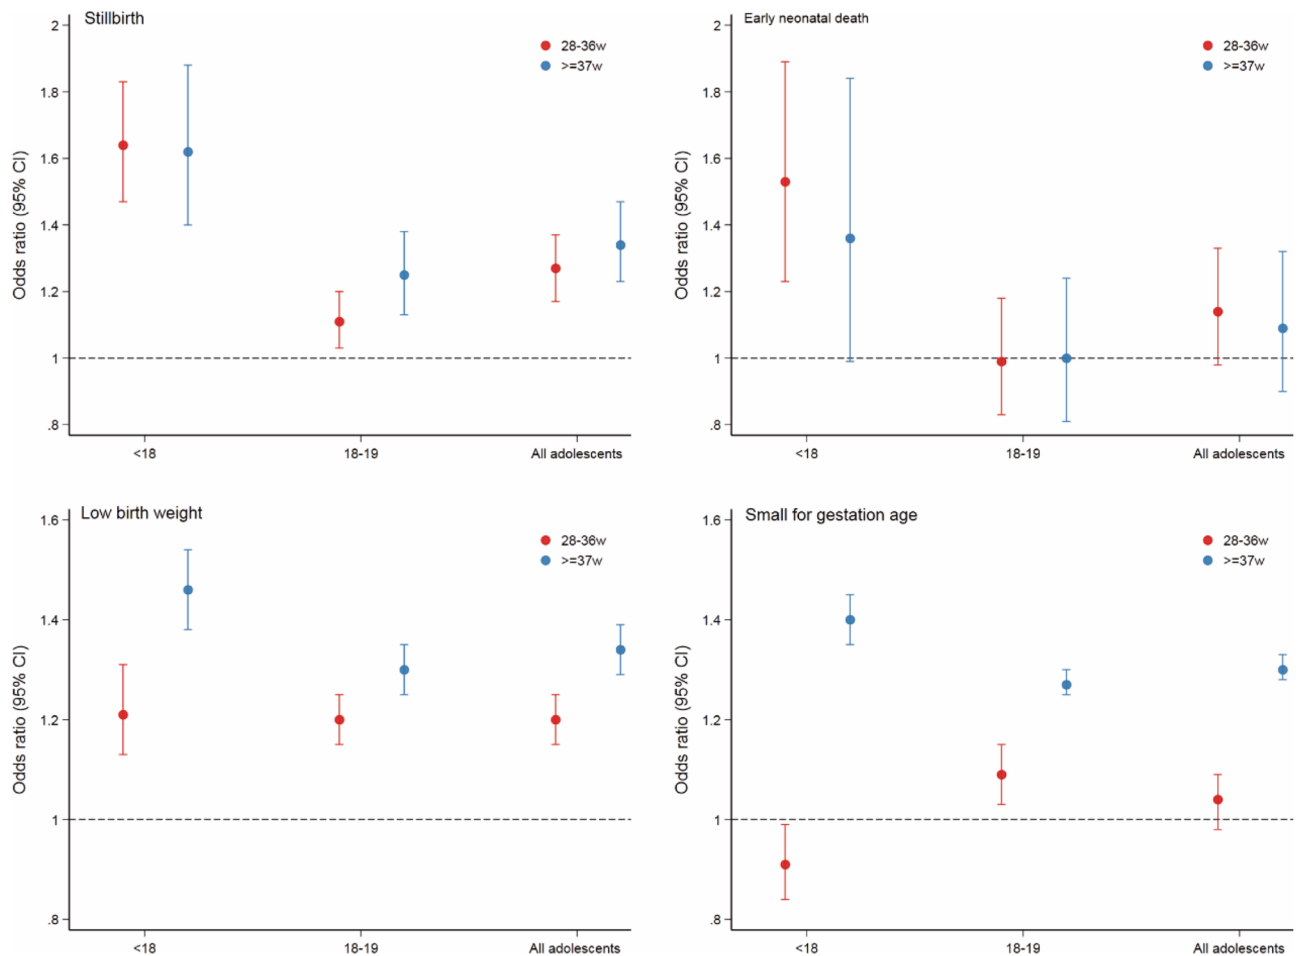 Stillbirth
28-36w
>=37w
Odds ratio (95% CI)
2
1.8
1.6
1.4
1.2
1
.8
<18
18-19
All adolescents
Early neonatal death
28-36w
>=37w
Odds ratio (95% CI)
2
1.8
1.6
1.4
1.2
1
.8
<18
18-19
All adolescents
Low birth weight
28-36w
>=37w
Odds ratio (95% CI)
1.6
1.4
1.2
1
.8
<18
18-19
All adolescents
Small for gestation age
28-36w
>=37w
Odds ratio (95% CI)
1.6
1.4
1.2
1
.8
<18
18-19
All adolescents